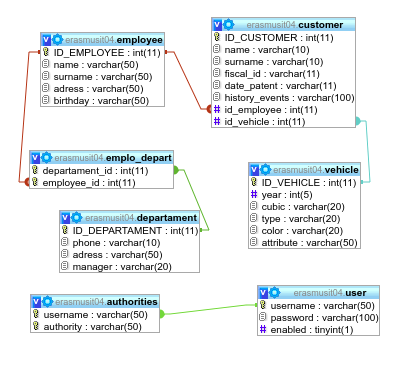 erasmusit04.employee
ID_EMPLOYEE : int(11)
name : varchar(50)
surname : varchar(50)
adress : varchar(50)
birthday : varchar(50)
erasmusit04.customer
ID_CUSTOMER : int(11)
name : varchar(10)
surname : varchar(10)
fiscal_id : varchar(11)
date_patent : varchar(11)
history_events : varchar(100)
# id_employee : int(11)
# id_vehicle : int(11)
erasmusit04.emplo_depart
departament_id : int(11)
employee_id : int(11)
erasmusit04.vehicle
ID_VEHICLE : int(11)
# year : int(5)
cubic : varchar(20)
type : varchar(20)
color : varchar(20)
attribute : varchar(50)
erasmusit04.departament
ID_DEPARTAMENT : int(11)
phone : varchar(10)
adress : varchar(50)
manager : varchar(20)
erasmusit04.authorities
username : varchar(50)
authority : varchar(50)
erasmusit04.user
username : varchar(50)
password : varchar(100)
# enabled : tinyint(1)